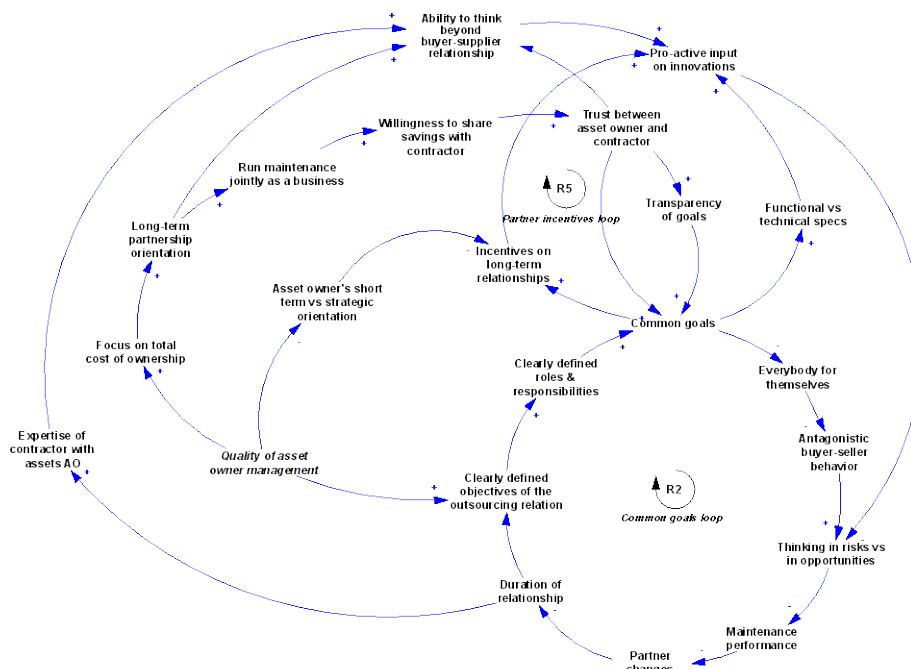 Ability to think
beyond
buyer-supplier
relationship
Pro-active input
on innovations
Willingness to share
savings with
contractor
Trust between
asset owner and
contractor
Run maintenance
jointly as a business
R5
Partner incentives loop
Transparency
of goals
Functional vs
technical specs
Long-term
partnership
orientation
Incentives on
long-term
relationships
Asset owner's short
term vs strategic
orientation
Common goals
Focus on total
cost of ownership
Clearly defined
roles &
responsibilities
Everybody for
themselves
Expertise of
contractor with
assets AO
Quality of asset
owner management
Antagonistic
buyer-seller
behavior
Clearly defined
objectives of the
outsourcing relation
R2
Common goals loop
Thinking in risks vs
in opportunities
Duration of
relationship
Maintenance
performance
Partner
changes